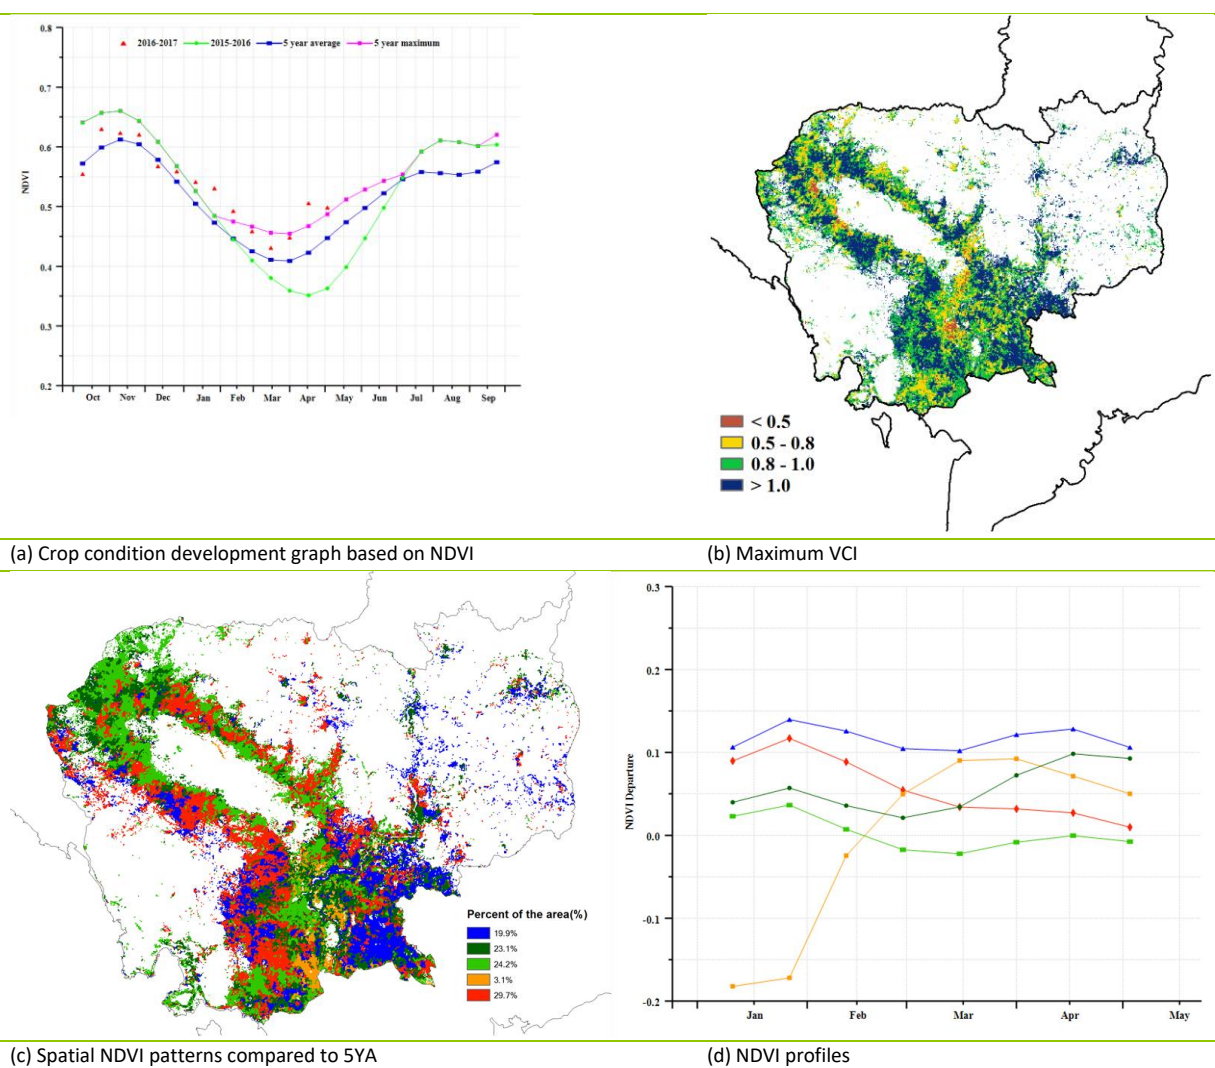 0.8
2016-2017 2015-2016 5 year average 5 year maximum
0.7
0.6
NDVI
0.5
0.4
0.3
0.2
Oct Nov Dec Jan Feb Mar Apr May Jun Jul Aug Sep
< 0.5
0.5 - 0.8
0.8 - 1.0
> 1.0
(a) Crop condition development graph based on NDVI
(b) Maximum VCI
Percent of the area(%)
19.9%
23.1%
24.2%
3.1%
29.7%
0.3
0.2
0.1
NDVI Departure
0.0
-0.1
-0.2
Jan Feb Mar Apr May
(c) Spatial NDVI patterns compared to 5YA
(d) NDVI profiles